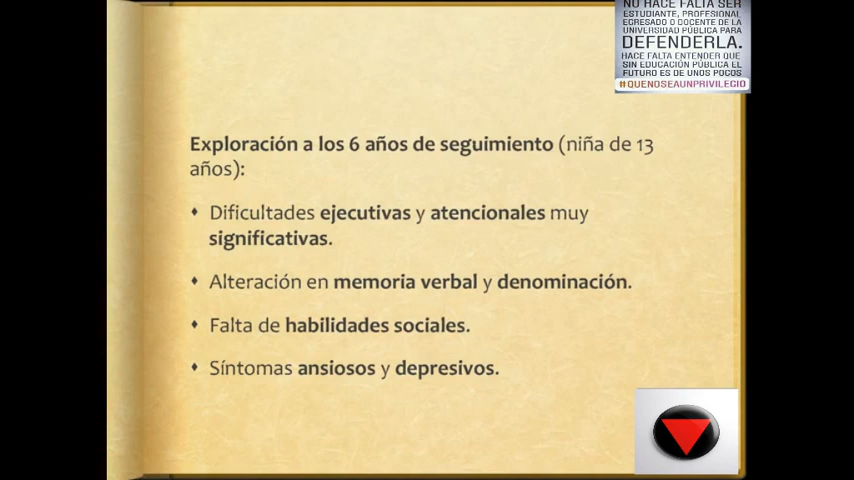 NO HACE FALTA SER
ESTUDIANTE, PROFESIONAL
EGRESADO O DOCENTE DE LA
UNIVERSIDAD PÚBLICA PARA
DEFENDERLA.
HACE FALTA ENTENDER QUE
SIN EDUCACIÓN PÚBLICA EL
FUTURO ES DE UNOS POCOS
#QUENOSEAUNPRIVILEGIO
Exploración a los 6 años de seguimiento (niña de 13
años):
Dificultades ejecutivas y atencionales muy
significativas.
Alteración en memoria verbal y denominación.
Falta de habilidades sociales.
Síntomas ansiosos y depresivos.